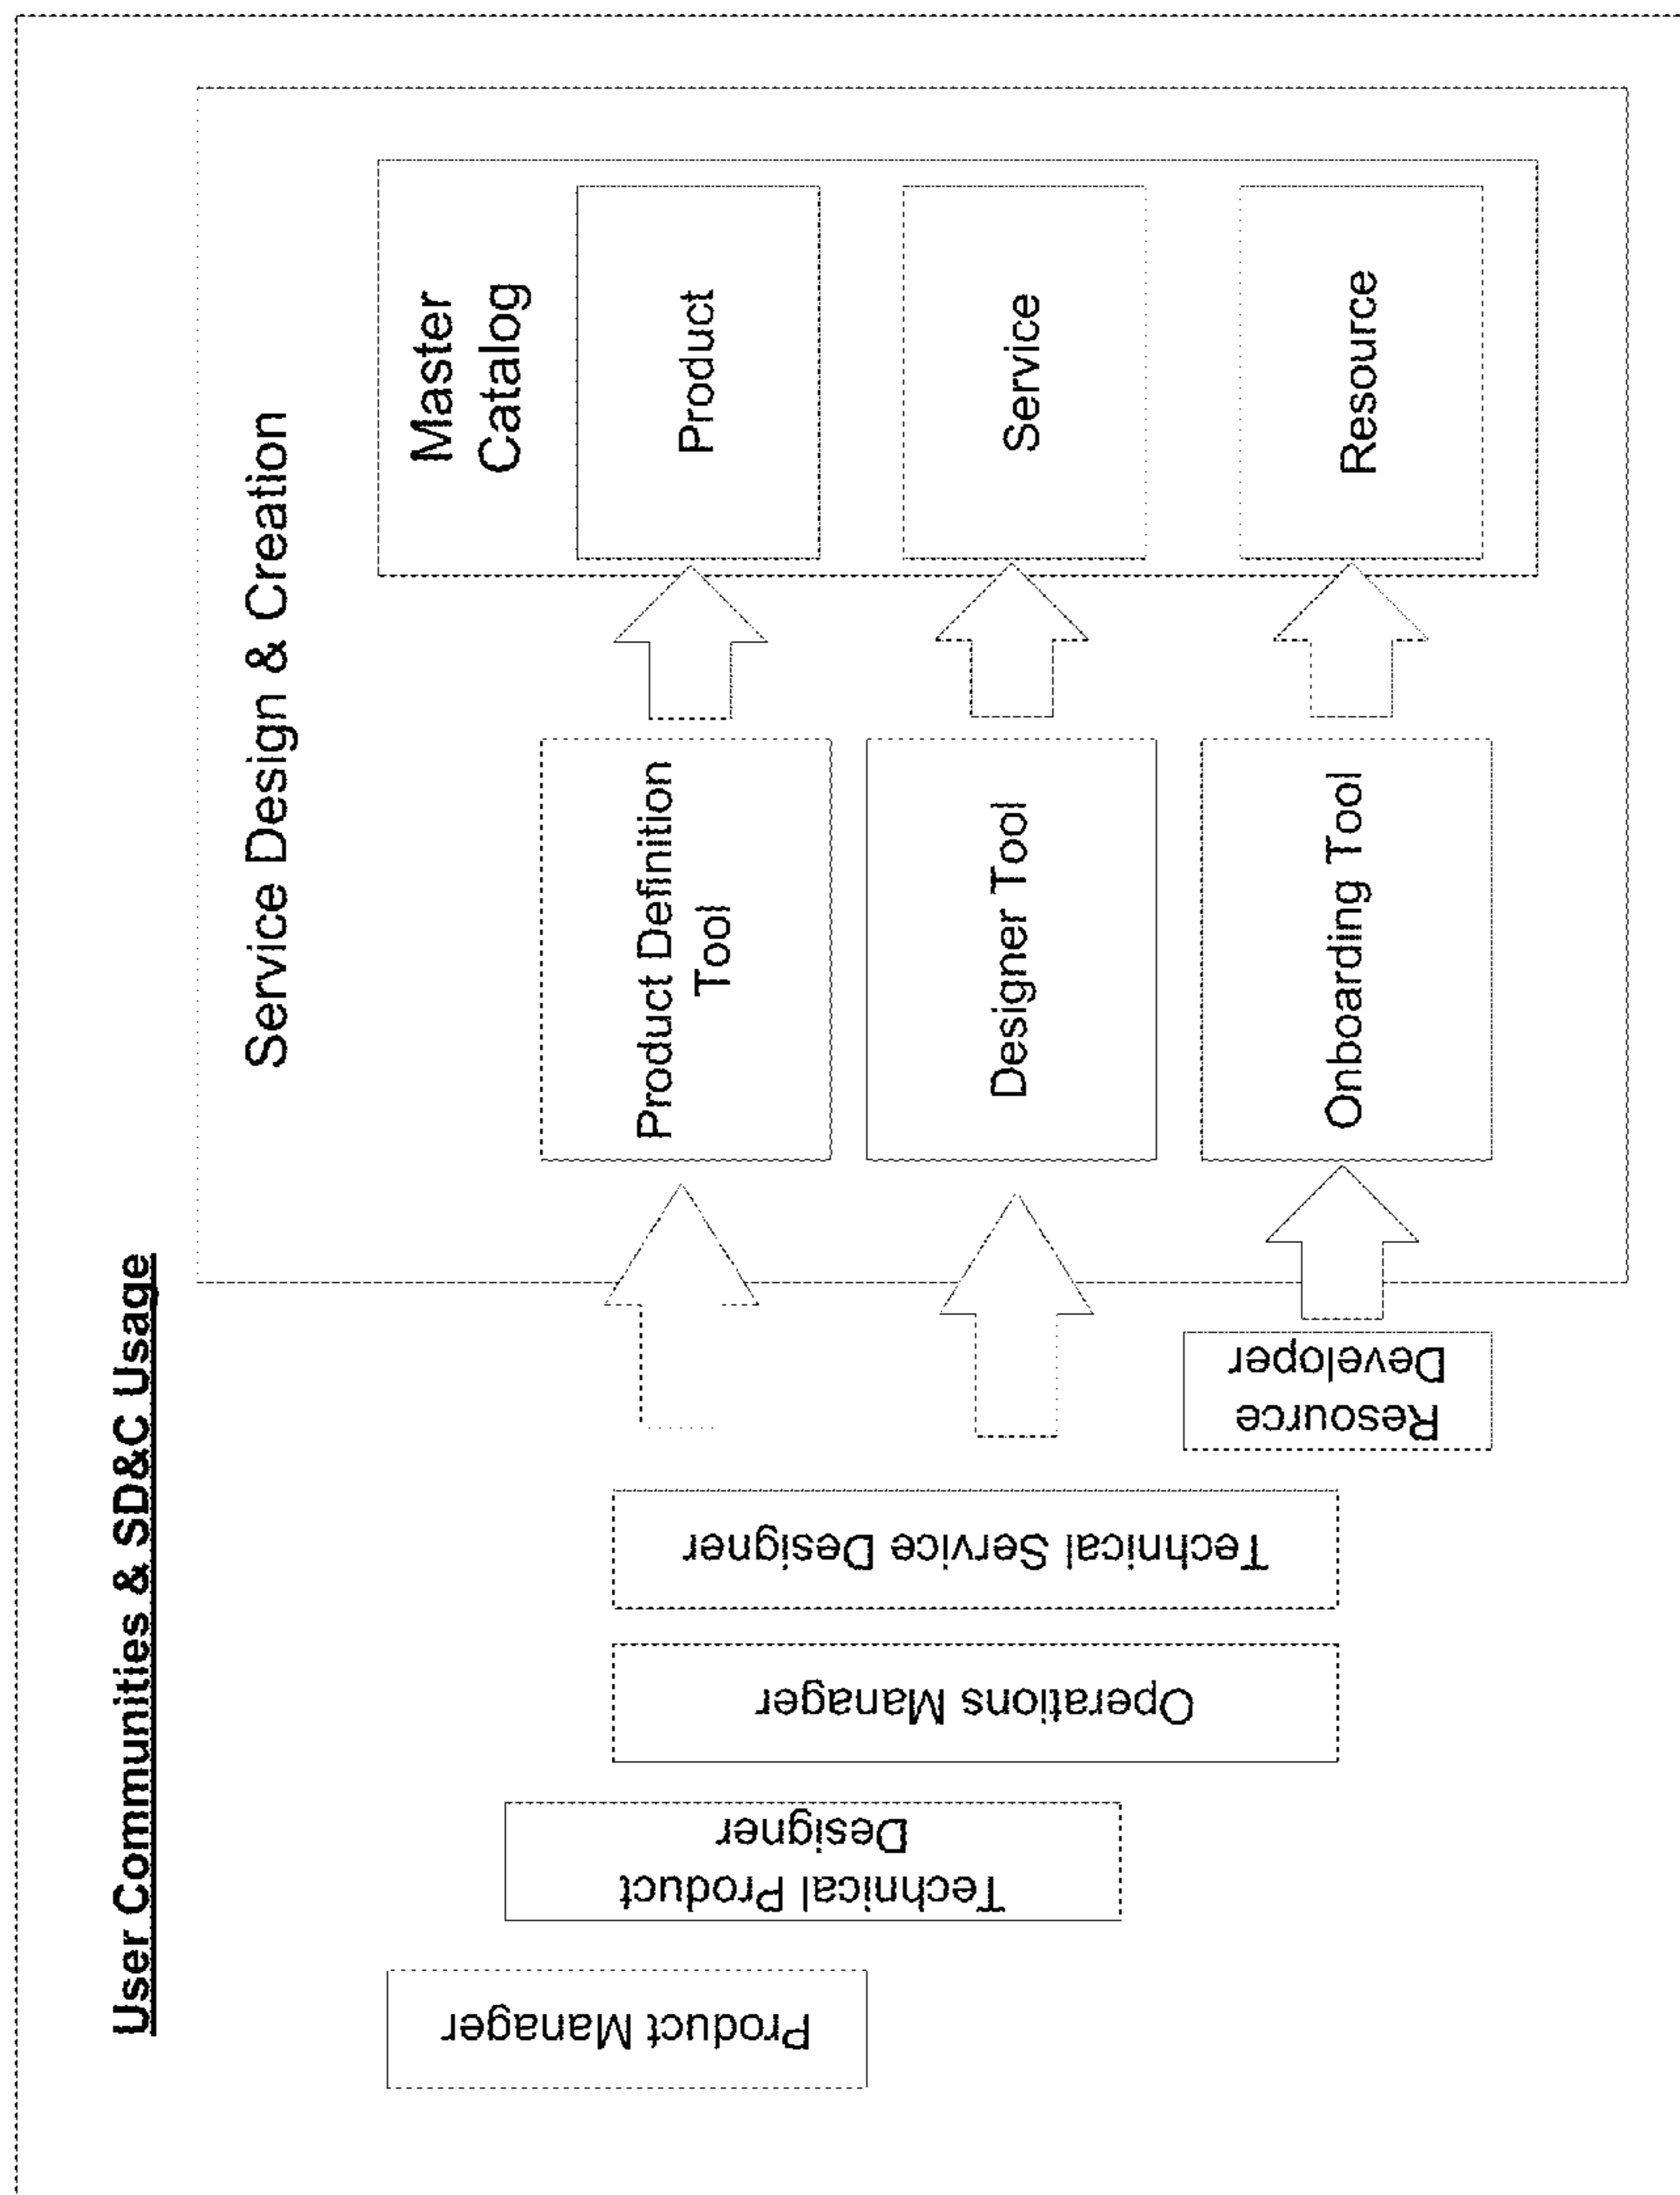 User Communities & SD&C Usage
Service Design & Creation
Master
Catalog
Product
Service
Resource
Product Definition
Tool
Designer Tool
Onboarding Tool
Product Manager
Technical Product
Designer
Operations Manager
Technical Service Designer
Resource
Developer